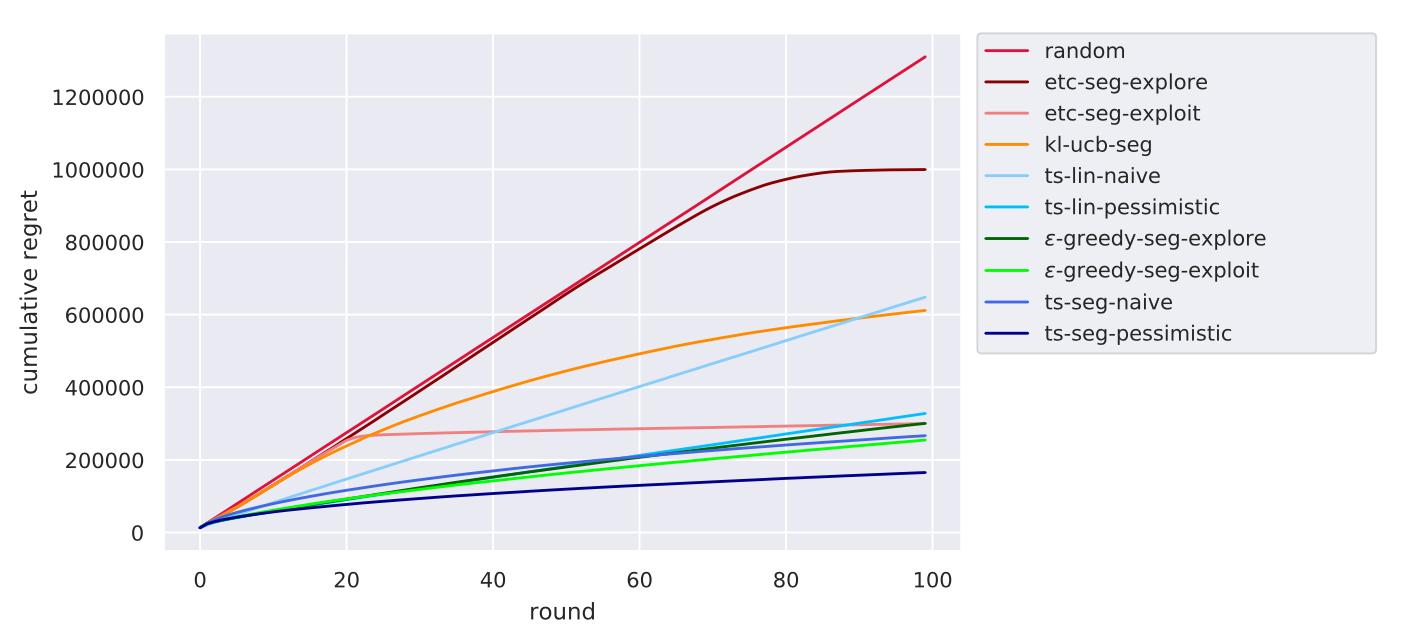 cumulative regret
1200000
1000000
800000
600000
400000
200000
0
0 20 40 60 80 100
round
random
etc-seg-explore
etc-seg-exploit
kl-ucb-seg
ts-lin-naive
ts-lin-pessimistic
ε-greedy-seg-explore
ε-greedy-seg-exploit
ts-seg-naive
ts-seg-pessimistic